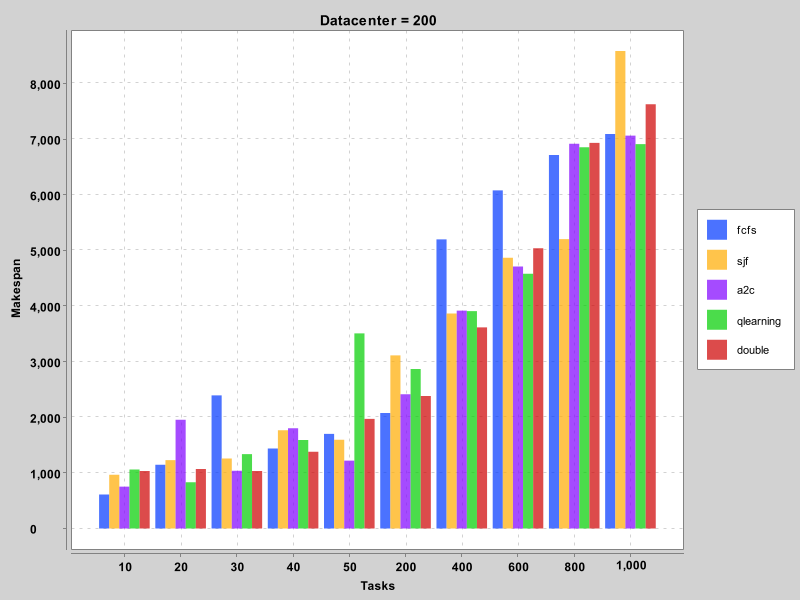 Datacenter = 200
8,000
7,000
6,000
5,000
4,000
3,000
2,000
1,000
0
Makespan
10 20 30 40 50 200 400 600 800 1,000
Tasks
fcfs
sjf
a2c
qlearning
double